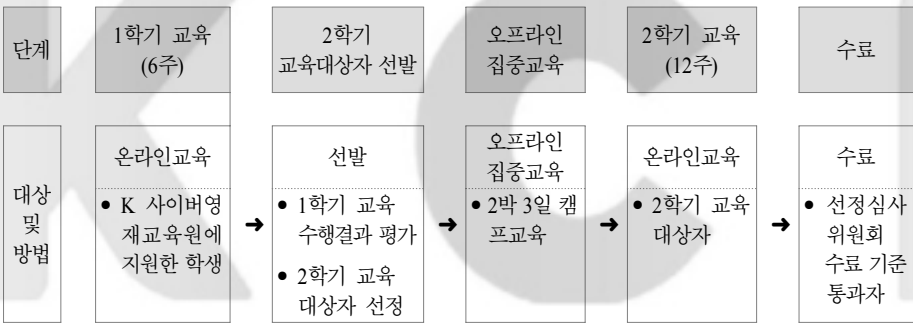 단계
1학기 교육
(6주)
2학기
교육대상자 선발
오프라인
집중교육
2학기 교육
(12주)
수료
대상
및
방법
온라인교육
• K 사이버영
재교육원에
지원한 학생
➜
선발
• 1학기 교육
수행결과 평가
• 2학기 교육
대상자 선정
➜
오프라인
집중교육
• 2박 3일 캠
프교육
➜
온라인교육
• 2학기 교육
대상자
➜
수료
• 선정심사
위원회
수료 기준
통과자